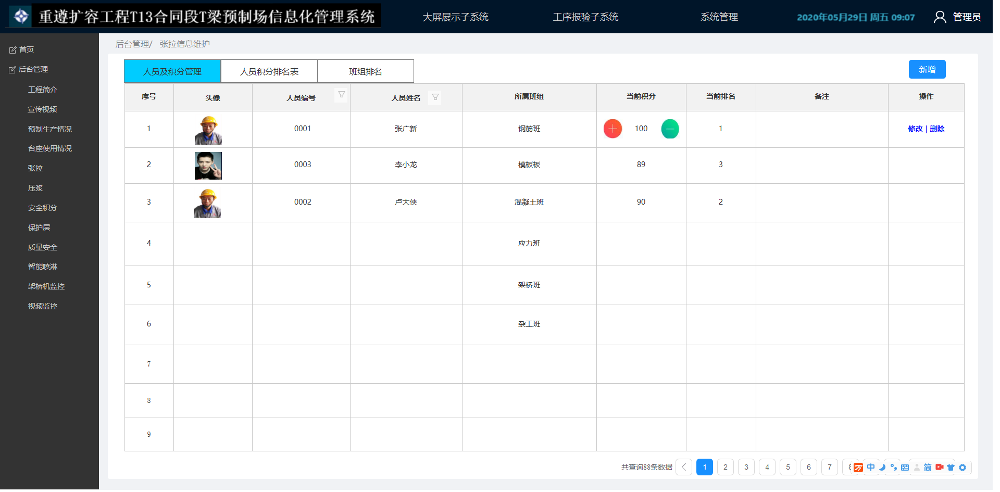 重遵扩容工程T13合同段T梁预制场信息化管理系统
大屏展示子系统
工序报验子系统
系统管理
2020年05月29日 周五 09:07
管理员
首页
后台管理
工程简介
宣传视频
预制生产情况
台座使用情况
张拉
压浆
安全积分
保护层
质量安全
智能喷淋
架桥机监控
视频监控
后台管理/ 张拉信息维护
人员及积分管理
人员积分排名表
班组排名
新增
序号 头像 人员编号 人员姓名 所属班组 当前积分 当前排名 备注 操作
1 0001 张广新 钢筋班 100 1 修改 | 删除
2 0003 李小龙 模板板 89 3
3 0002 卢大侠 混凝土班 90 2
4 应力班
5 架桥班
6 杂工班
7
8
9
共查询88条数据 1 2 3 4 5 6 7
中 简